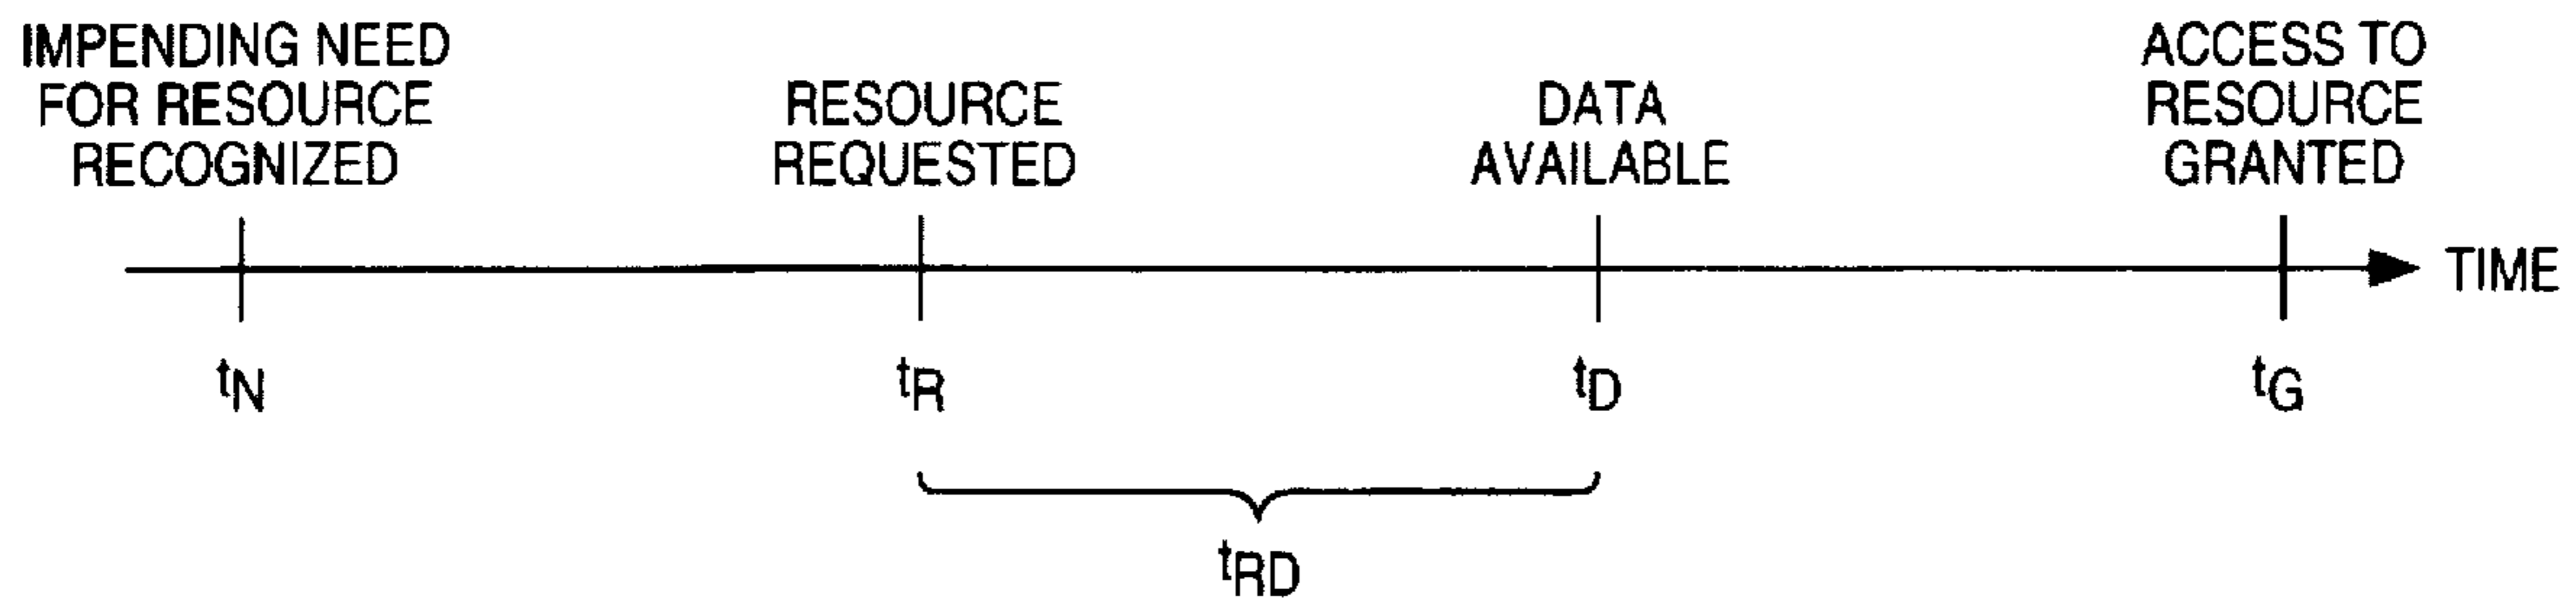 IMPENDING NEED
FOR RESOURCE
RECOGNIZED
RESOURCE
REQUESTED
DATA
AVAILABLE
ACCESS TO
RESOURCE
GRANTED
TIME
tN
tR
tD
tG
tRD